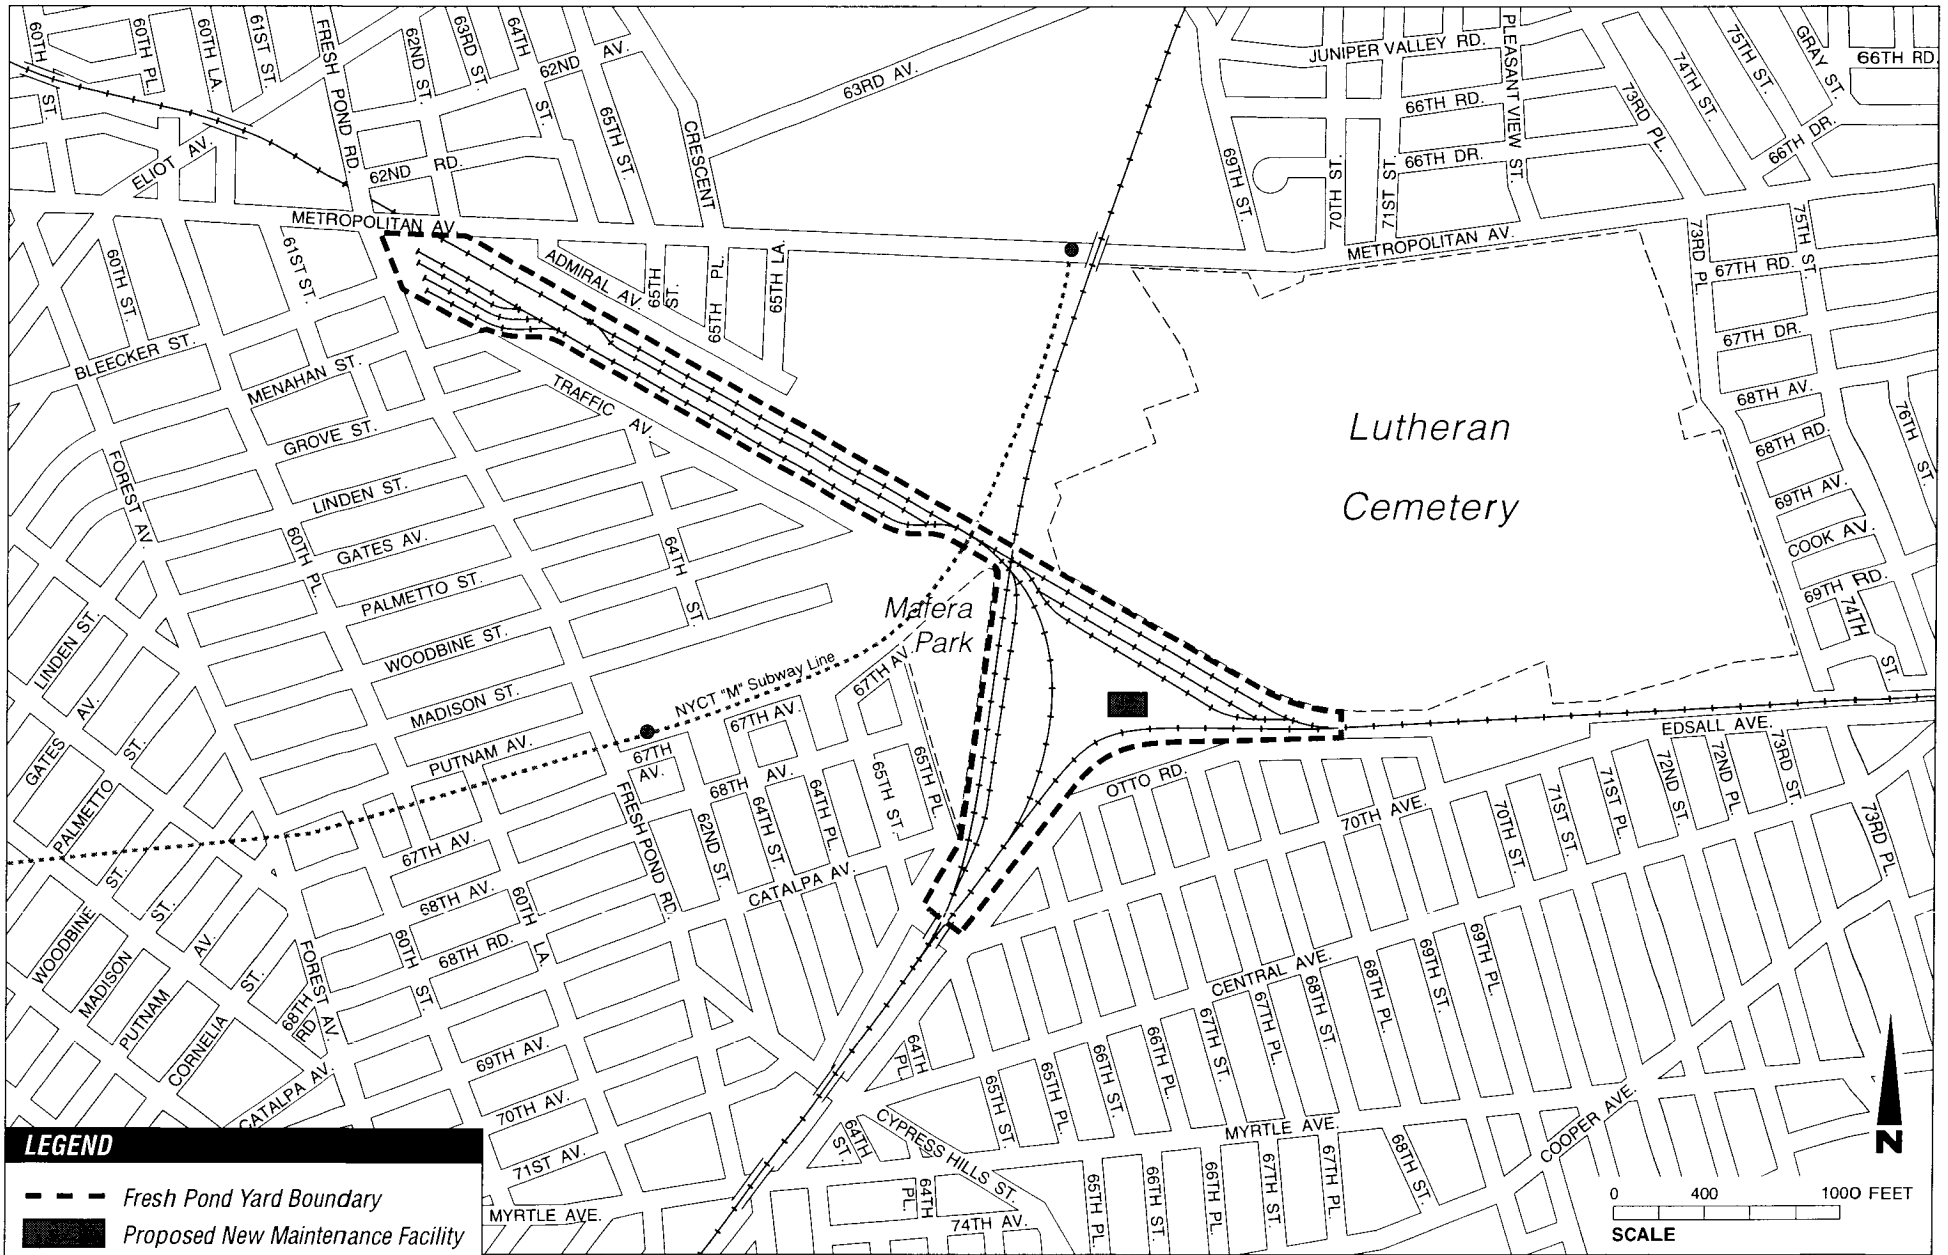 60TH
ST.
60TH PL.
60TH LA.
61ST ST.
FRESH POND RD.
62ND ST.
63RD ST.
64TH
ST.
62ND AV.
65TH ST.
CRESCENT
63RD AV.
69TH ST.
JUNIPER VALLEY RD.
PLEASANT VIEW ST.
66TH RD.
66TH DR.
70TH ST.
71ST ST.
73RD PL.
74TH ST.
75TH ST.
GRAY ST.
66TH RD.
66TH DR.
ELIOT AV.
62ND RD.
METROPOLITAN AV.
METROPOLITAN AV.
60TH ST.
61ST ST.
ADMIRAL AV.
65TH
ST.
65TH PL.
65TH LA.
73RD PL.
75TH ST.
67TH RD.
67TH DR.
68TH AV.
68TH RD.
76TH ST.
69TH AV.
COOK AV.
69TH RD.
74TH
ST.
BLEECKER ST.
MENAHAN ST.
GROVE ST.
TRAFFIC
AV.
Lutheran
Cemetery
FOREST AV.
LINDEN ST.
60TH PL.
GATES AV.
64TH
ST.
PALMETTO ST.
WOODBINE ST.
MADISON ST.
PUTNAM AV.
Mafera
Park
NYCT "M" Subway Line
67TH AV.
67TH AV.
67TH
AV.
68TH AV.
65TH PL.
65TH ST.
64TH PL.
64TH ST.
62ND ST.
FRESH POND RD.
CATALPA AV.
LINDEN ST.
GATES
AV.
PALMETTO
ST.
WOODBINE
ST.
MADISON
ST.
PUTNAM
AV.
CORNELIA
ST.
67TH AV.
68TH AV.
60TH
LA.
68TH RD.
60TH
ST.
FOREST AV.
68TH
RD.
CATALPA AV.
69TH AV.
70TH AV.
71ST AV.
MYRTLE AVE.
EDSALL AVE.
OTTO RD.
70TH AVE.
70TH ST.
71ST ST.
71ST PL.
72ND ST.
72ND PL.
73RD ST.
73RD PL.
CENTRAL AVE.
67TH ST.
67TH PL.
68TH ST.
68TH PL.
69TH ST.
69TH PL.
64TH
PL.
65TH ST.
65TH PL.
66TH ST.
66TH PL.
CYPRESS HILLS ST.
64TH
ST.
MYRTLE AVE.
COOPER AVE.
64TH
PL.
74TH AV.
65TH PL.
66TH ST.
66TH PL.
67TH ST.
67TH PL.
68TH ST.
N
0 400 1000 FEET
SCALE
LEGEND
Fresh Pond Yard Boundary
Proposed New Maintenance Facility